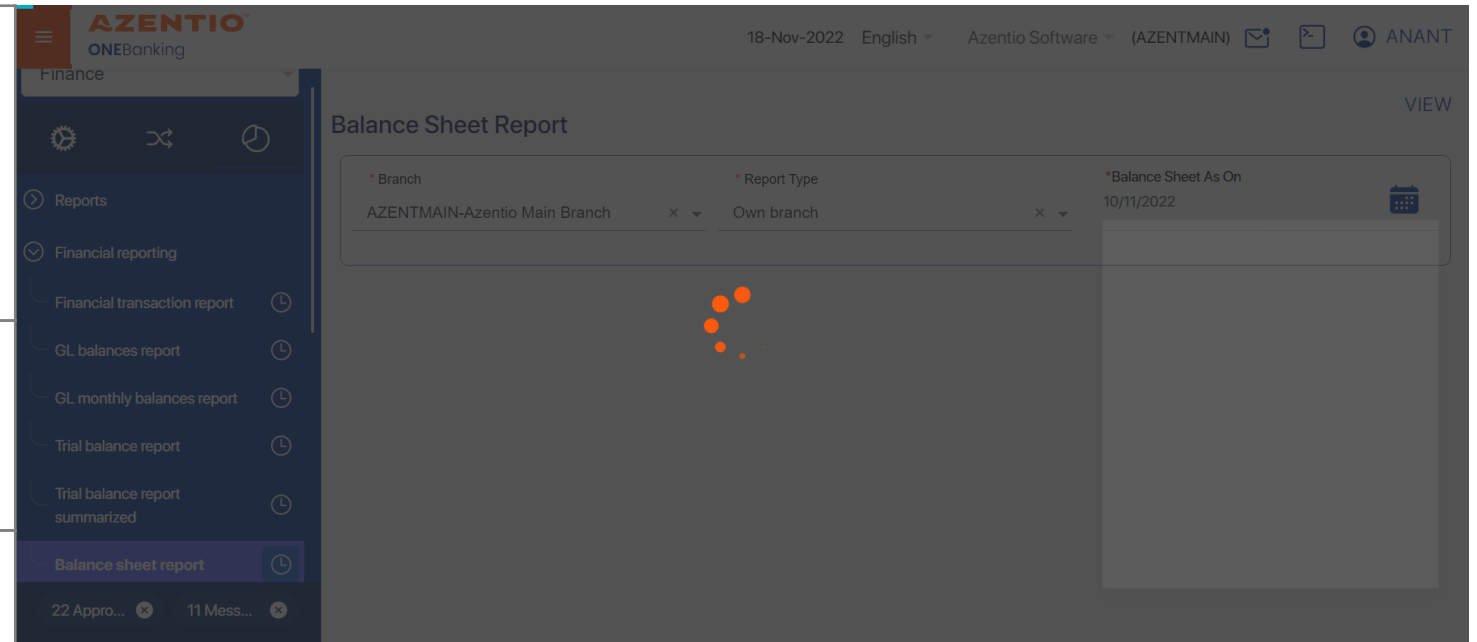 AZENTIO
ONEBanking
18-Nov-2022 English Azentio Software (AZENTMAIN) ANANT
Finance
VIEW
Balance Sheet Report
* Branch
AZENTMAIN-Azentio Main Branch ×
* Report Type
Own branch ×
*Balance Sheet As On
10/11/2022
Reports
Financial reporting
Financial transaction report
GL balances report
GL monthly balances report
Trial balance report
Trial balance report
summarized
Balance sheet report
22 Appro...
11 Mess...